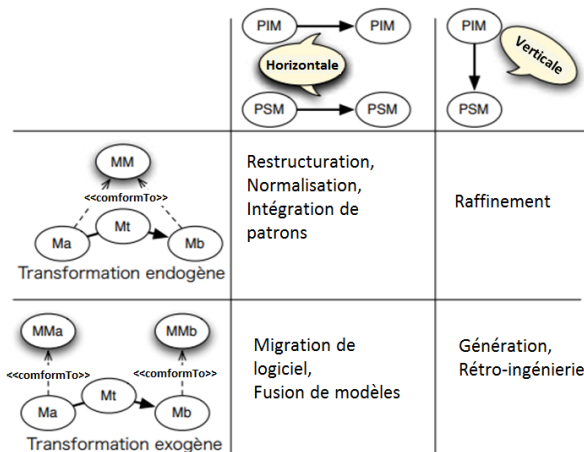 PIM
PIM
Horizontale
PSM
PSM
PIM
Verticale
PSM
MM
<<comformTo>>
Mt
Ma
Mb
Transformation endogène
Restructuration,
Normalisation,
Intégration de
patrons
Raffinement
MMa
MMb
<<comformTo>>
<<comformTo>>
Mt
Ma
Mb
Transformation exogène
Migration de
logiciel,
Fusion de modèles
Génération,
Rétro-ingénierie